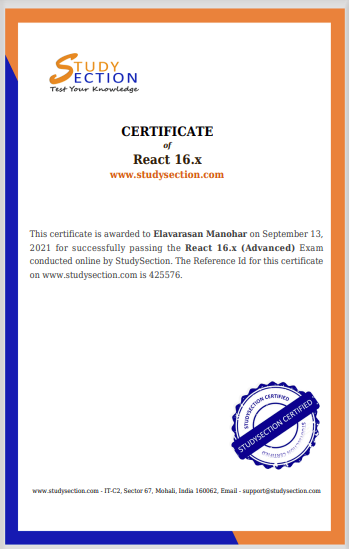 STUDY
SECTION
Test Your Knowledge
CERTIFICATE
of
React 16.x
www.studysection.com
This certificate is awarded to Elavarasan Manohar on September 13,
2021 for successfully passing the React 16.x (Advanced) Exam
conducted online by StudySection. The Reference Id for this certificate
on www.studysection.com is 425576.
STUDYSECTION CERTIFIED
STUDYSECTION CERTIFIED
www.studysection.com - IT-C2, Sector 67, Mohali, India 160062, Email - support@studysection.com